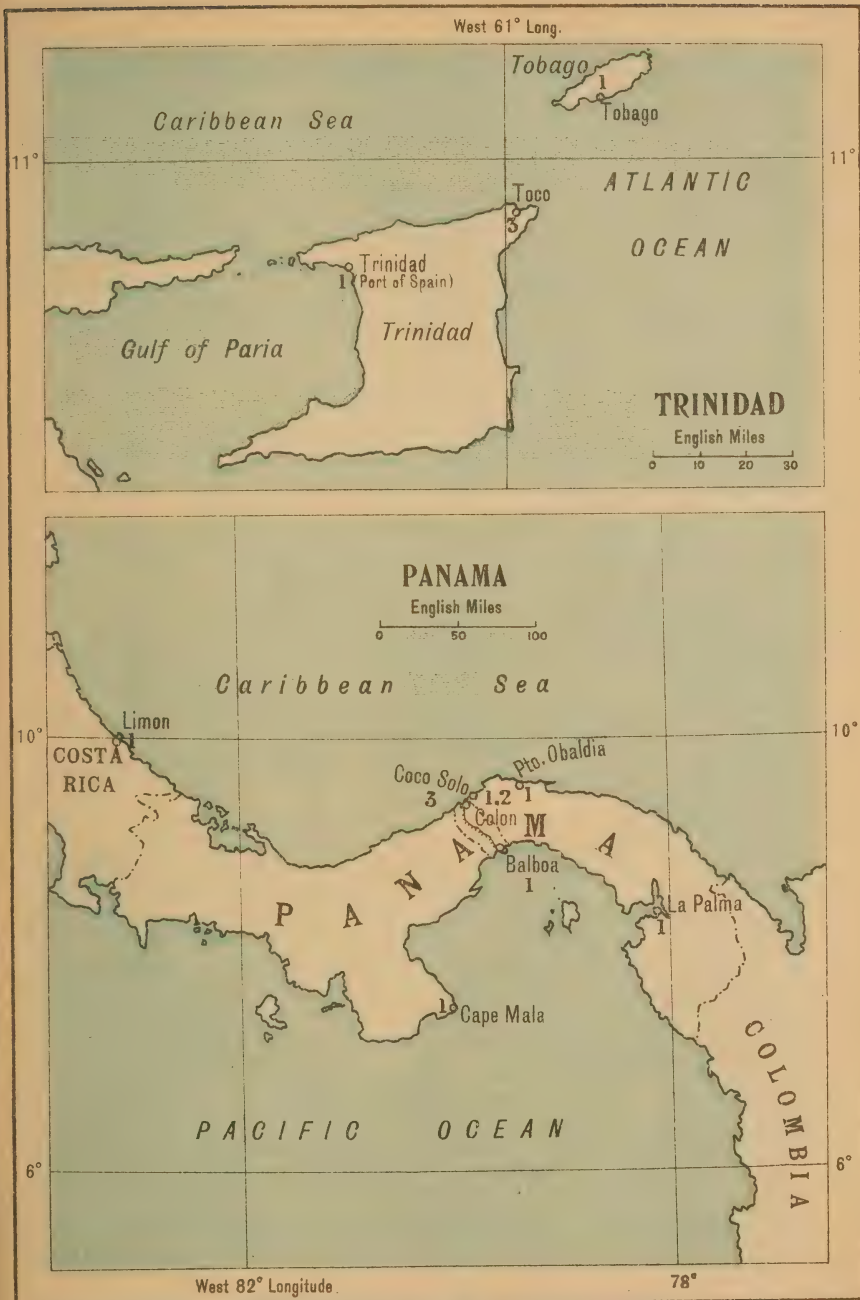 West 61° Long.
Tobago
1
Tobago
Caribbean Sea
11°
11°
ATLANTIC
OCEAN
Toco
3
Trinidad
1 (Port of Spain)
Trinidad
Gulf of Paria
TRINIDAD
English Miles
0 10 20 30
PANAMA
English Miles
0 50 100
Caribbean Sea
Limon
1
10°
10°
COSTA
RICA
Pto. Obaldia
1
Coco Solo
3
1,2
Colon
PANAMA
Balboa
1
La Palma
1
1
Cape Mala
COLOMBIA
PACIFIC OCEAN
6°
6°
West 82° Longitude
78°